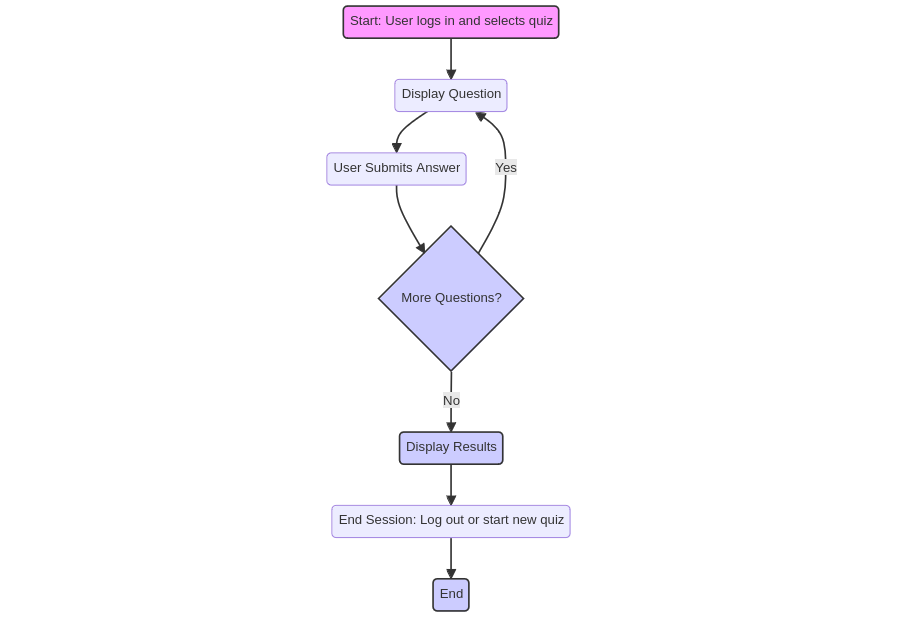 Start: User logs in and selects quiz
Display Question
User Submits Answer
Yes
More Questions?
No
Display Results
End Session: Log out or start new quiz
End